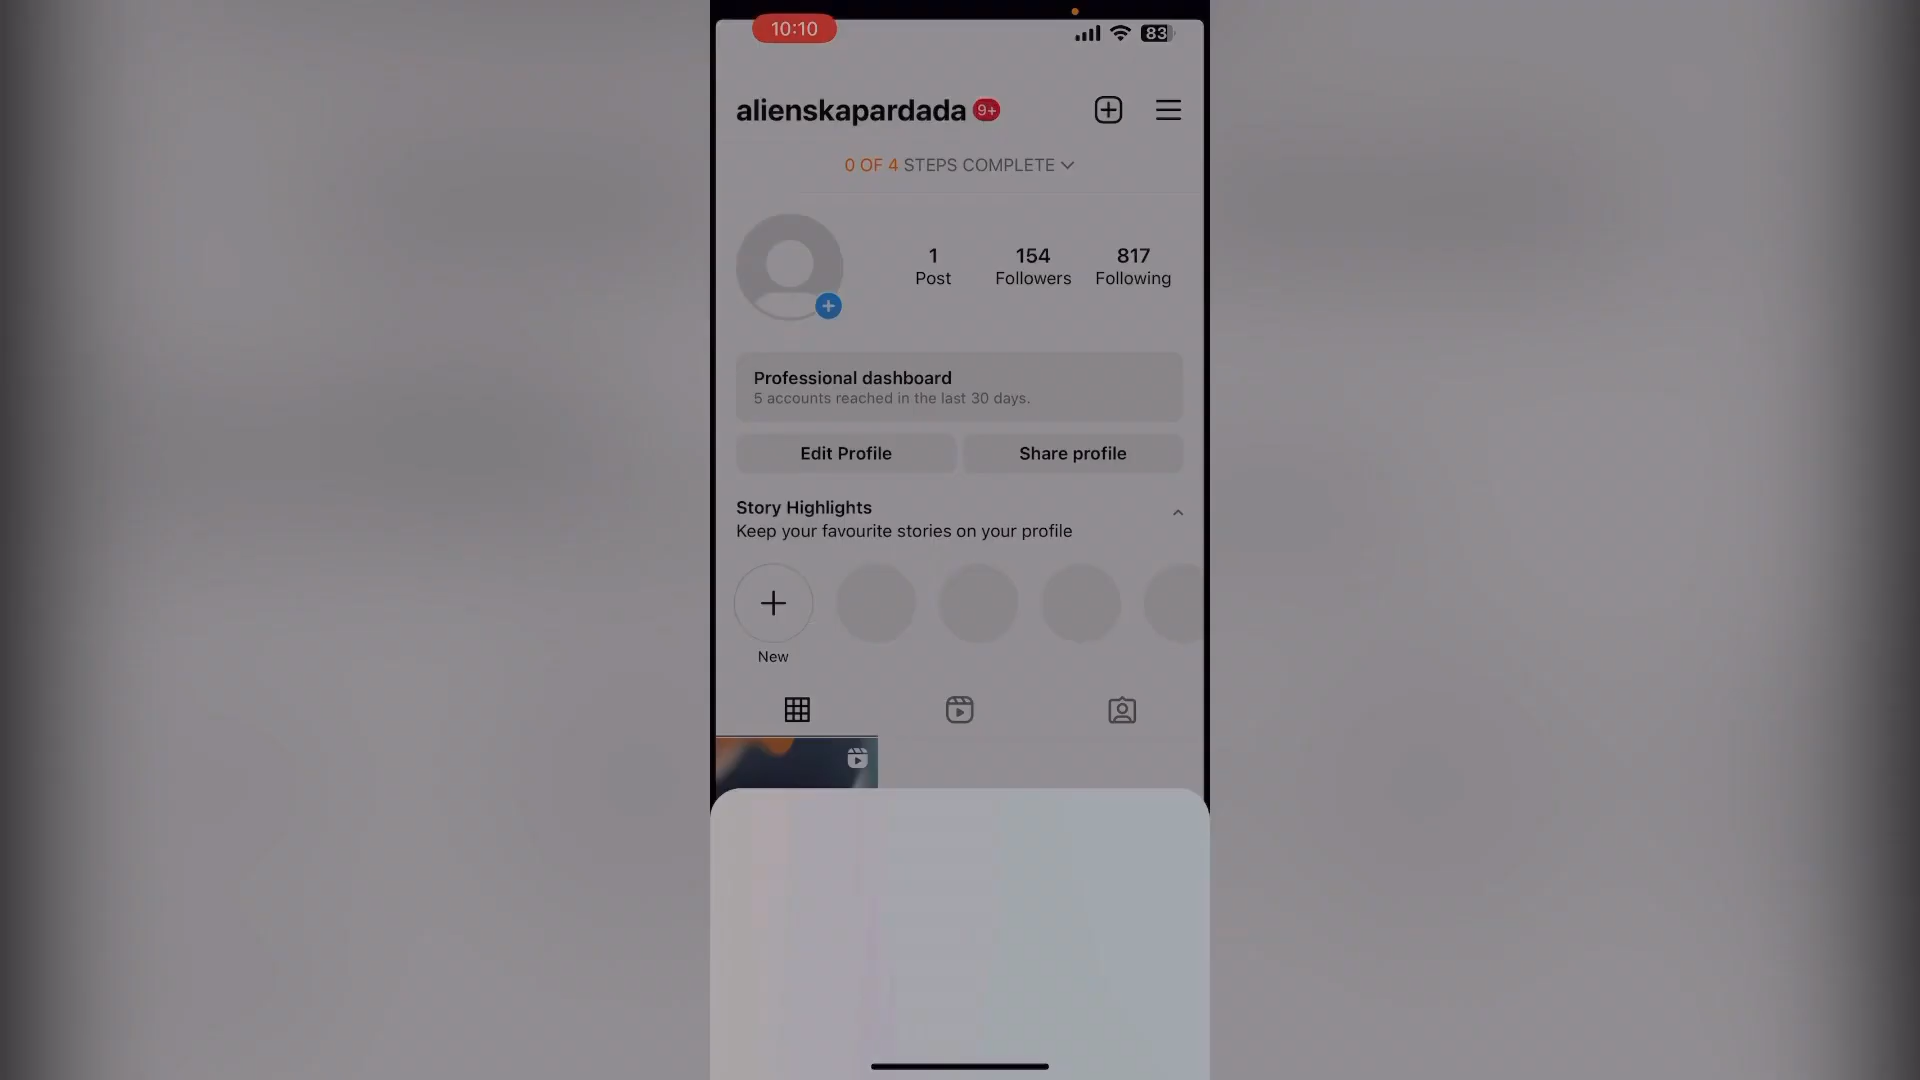 10:10
83
alienskapardada 9+
0 OF 4 STEPS COMPLETE
1 154 817
Post Followers Following
Professional dashboard
5 accounts reached in the last 30 days.
Edit Profile Share profile
Story Highlights
Keep your favourite stories on your profile
New